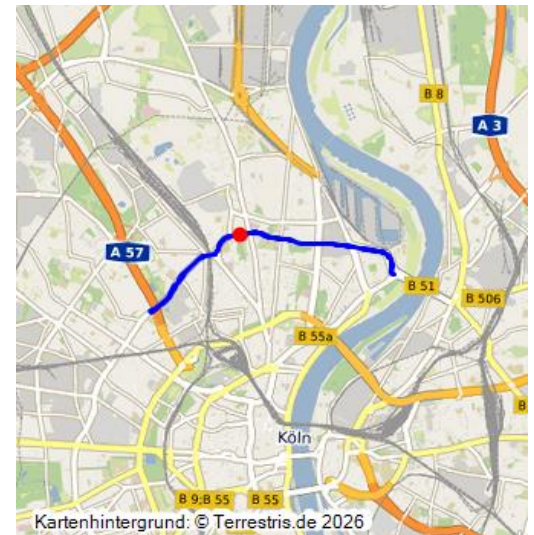 B 8
A 3
A 57
B 51
B 506
B 55a
Köln
B
B 9;B 55
B 55
Kartenhintergrund: © Terrestris.de 2026